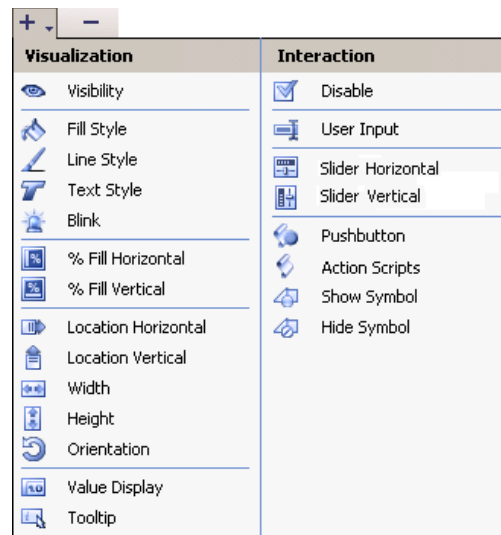 Visualization
Visibility
Fill Style
Line Style
Text Style
Blink
% Fill Horizontal
% Fill Vertical
Location Horizontal
Location Vertical
Width
Height
Orientation
Value Display
Tooltip
Interaction
Disable
User Input
Slider Horizontal
Slider Vertical
Pushbutton
Action Scripts
Show Symbol
Hide Symbol